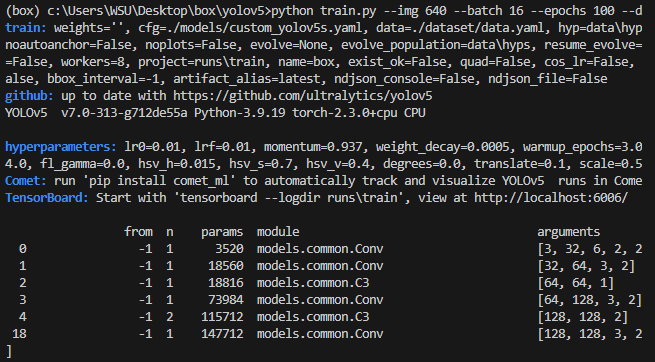 (box) c:\Users\WSU\Desktop\box\yolov5>python train.py --img 640 --batch 16 --epochs 100 --d
train: weights='', cfg=./models/custom_yolov5s.yaml, data=./dataset/data.yaml, hyp=data\hyp
noautoanchor=False, noplots=False, evolve=None, evolve_population=data\hyps, resume_evolve=
=False, workers=8, project=runs\train, name=box, exist_ok=False, quad=False, cos_lr=False,
alse, bbox_interval=-1, artifact_alias=latest, ndjson_console=False, ndjson_file=False
github: up to date with https://github.com/ultralytics/yolov5
YOLOv5  v7.0-313-g712de55a Python-3.9.19 torch-2.3.0+cpu CPU
hyperparameters: lr0=0.01, lrf=0.01, momentum=0.937, weight_decay=0.0005, warmup_epochs=3.0
4.0, fl_gamma=0.0, hsv_h=0.015, hsv_s=0.7, hsv_v=0.4, degrees=0.0, translate=0.1, scale=0.5
Comet: run 'pip install comet_ml' to automatically track and visualize YOLOv5  runs in Come
TensorBoard: Start with 'tensorboard --logdir runs\train', view at http://localhost:6006/
from  n    params  module                                  arguments
0                -1  1      3520  models.common.Conv                      [3, 32, 6, 2, 2
1                -1  1     18560  models.common.Conv                      [32, 64, 3, 2]
2                -1  1     18816  models.common.C3                        [64, 64, 1]
3                -1  1     73984  models.common.Conv                      [64, 128, 3, 2]
4                -1  2    115712  models.common.C3                        [128, 128, 2]
18                -1  1    147712  models.common.Conv                      [128, 128, 3, 2
]